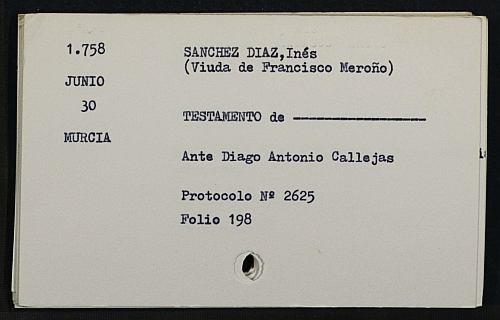 1.758
JUNIO
30
MURCIA
SANCHEZ DIAZ,Inés
(Viuda de Francisco Meroño)
TESTAMENTO de ------------------
Ante Diago Antonio Callejas
Protocolo Nº 2625
Folio 198